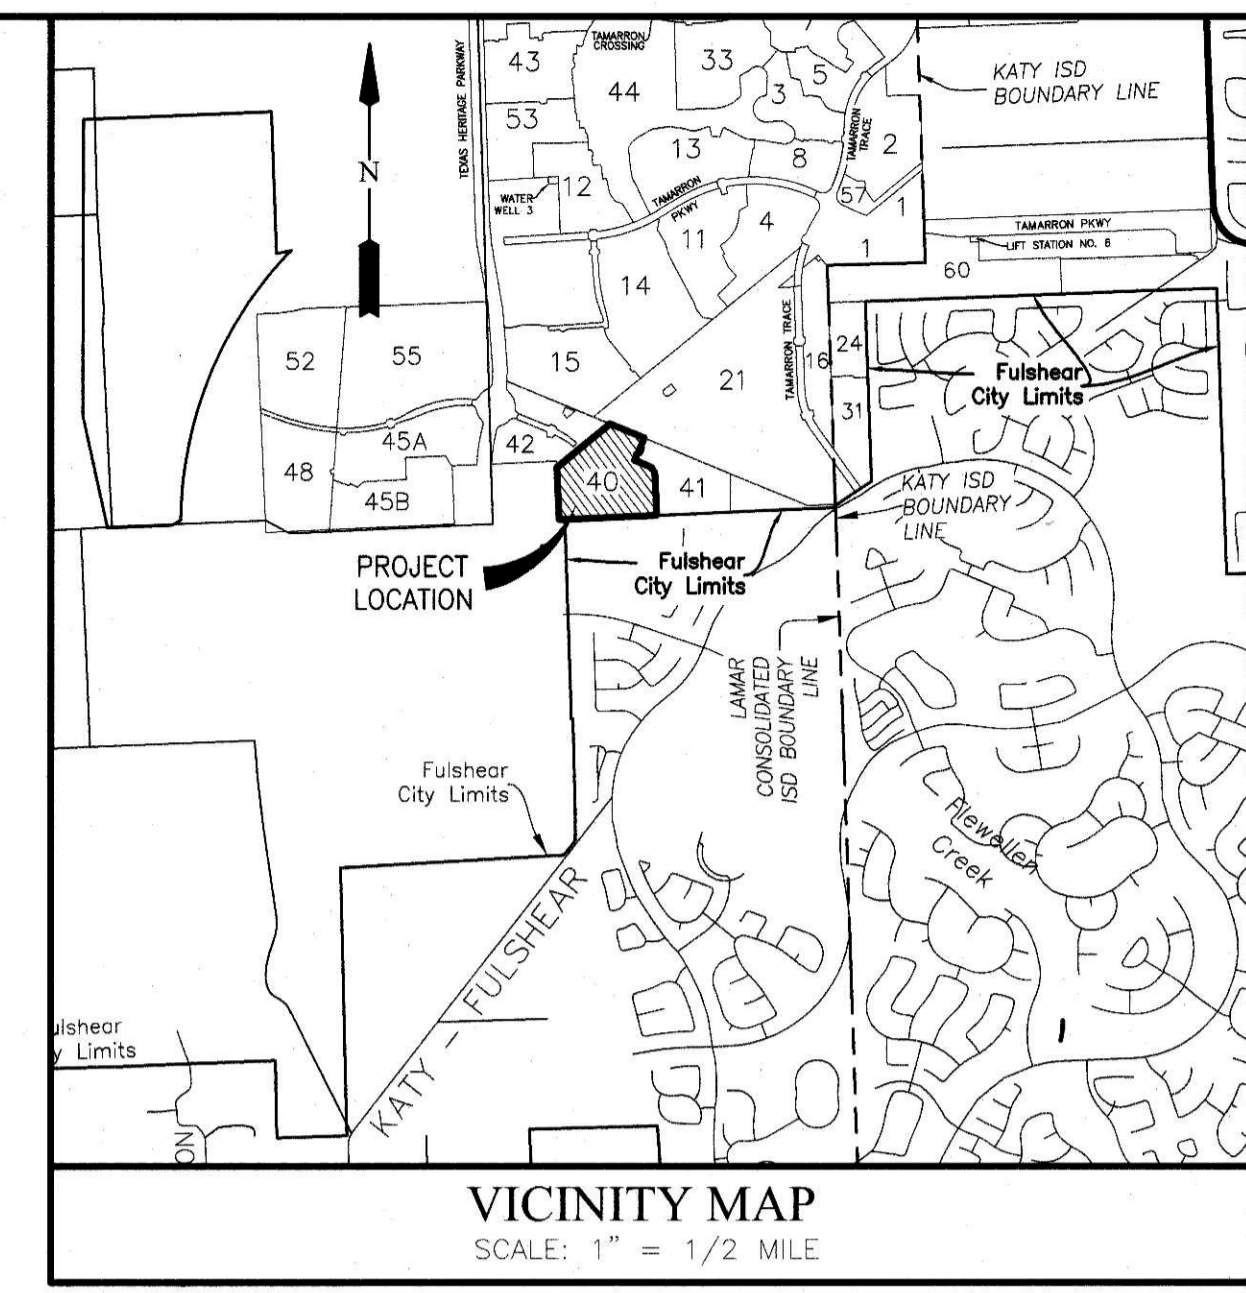 TAMARRON
CROSSING
43
33
5
44
3
53
KATY ISD
BOUNDARY LINE
TEXAS HERITAGE PARKWAY
TAMARRON
TRACE
2
13
8
N
12
WATER
WELL 3
TAMARRON
PKWY
57
1
4
11
1
TAMARRON PKWY
LIFT STATION NO. 6
60
14
52
55
15
21
TAMARRON TRACE
16
24
31
Fulshear
City Limits
45A
42
48
45B
40
41
KATY ISD
BOUNDARY
LINE
PROJECT
LOCATION
Fulshear
City Limits
LAMAR
CONSOLIDATED
ISD BOUNDARY
LINE
Fulshear
City Limits
Flewellen
Creek
KATY - FULSHEAR
ulshear
y Limits
ON
VICINITY MAP
SCALE: 1" = 1/2 MILE